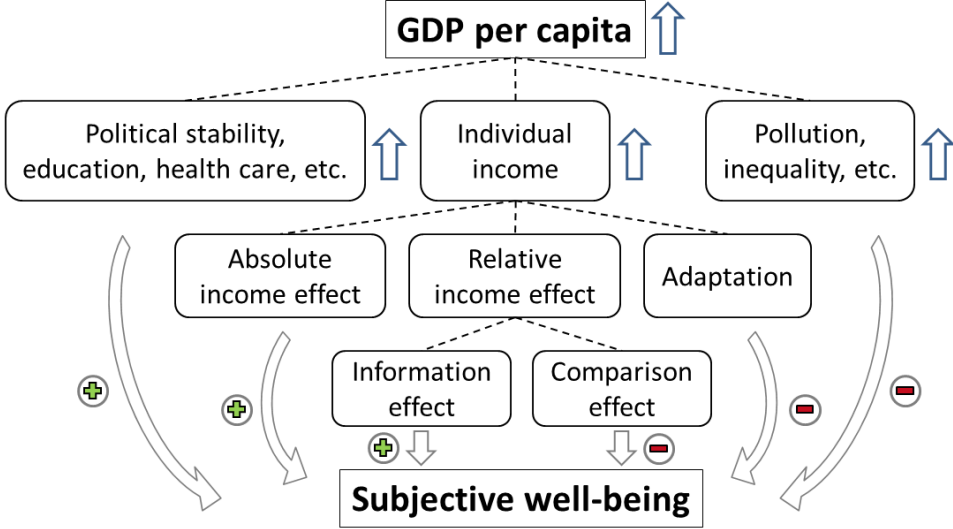 GDP per capita
Political stability,
education, health care, etc.
Individual
income
Pollution,
inequality, etc.
Absolute
income effect
Relative
income effect
Adaptation
Information
effect
Comparison
effect
Subjective well-being